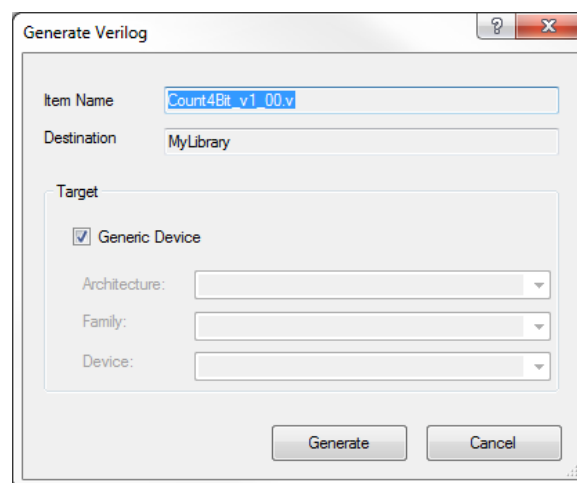 Generate Verilog
Item Name Count4Bit_v1_00.v
Destination MyLibrary
Target
Generic Device
Architecture:
Family:
Device:
Generate Cancel